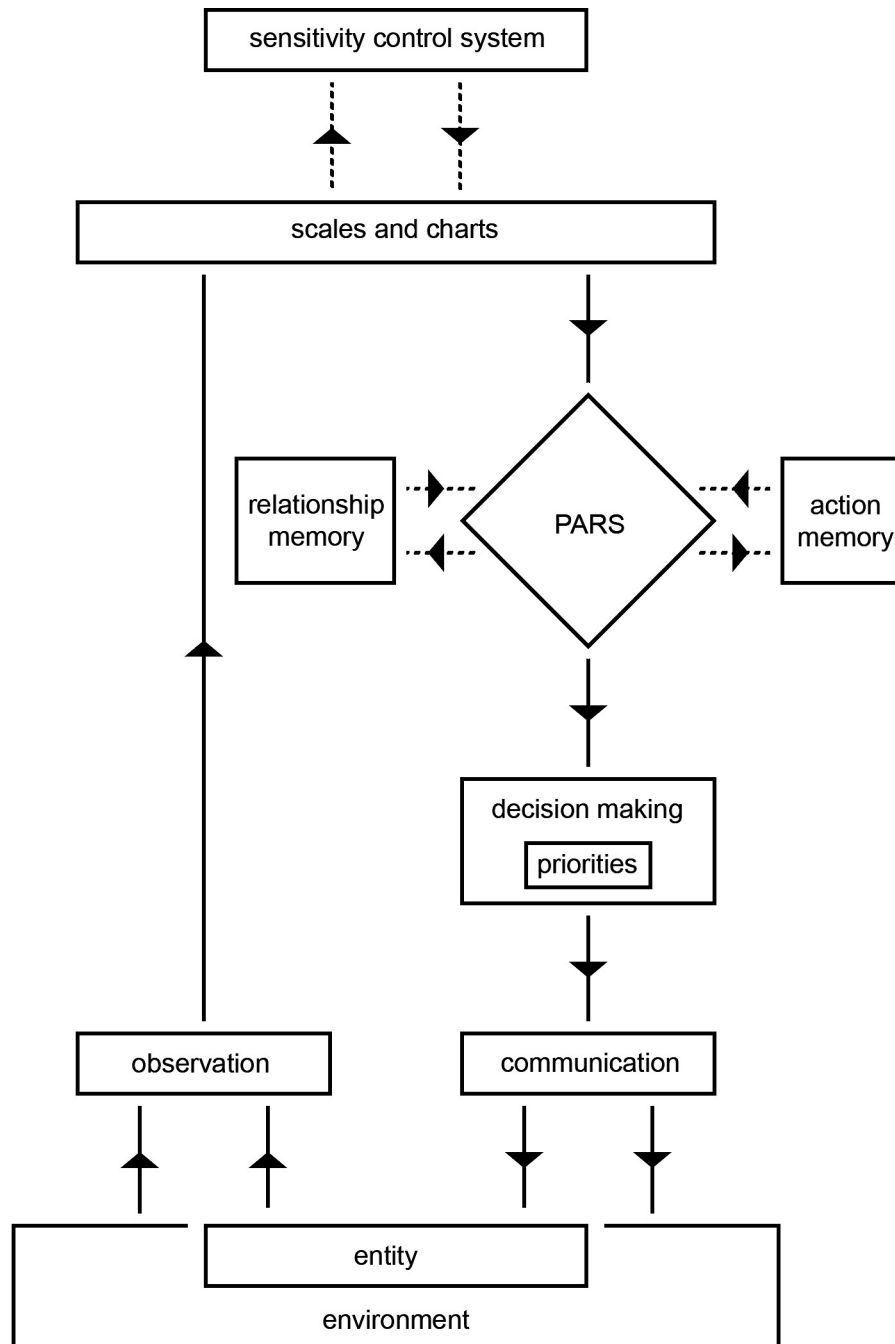 sensitivity control system
scales and charts
relationship
memory
PARS
action
memory
decision making
priorities
observation
communication
entity
environment